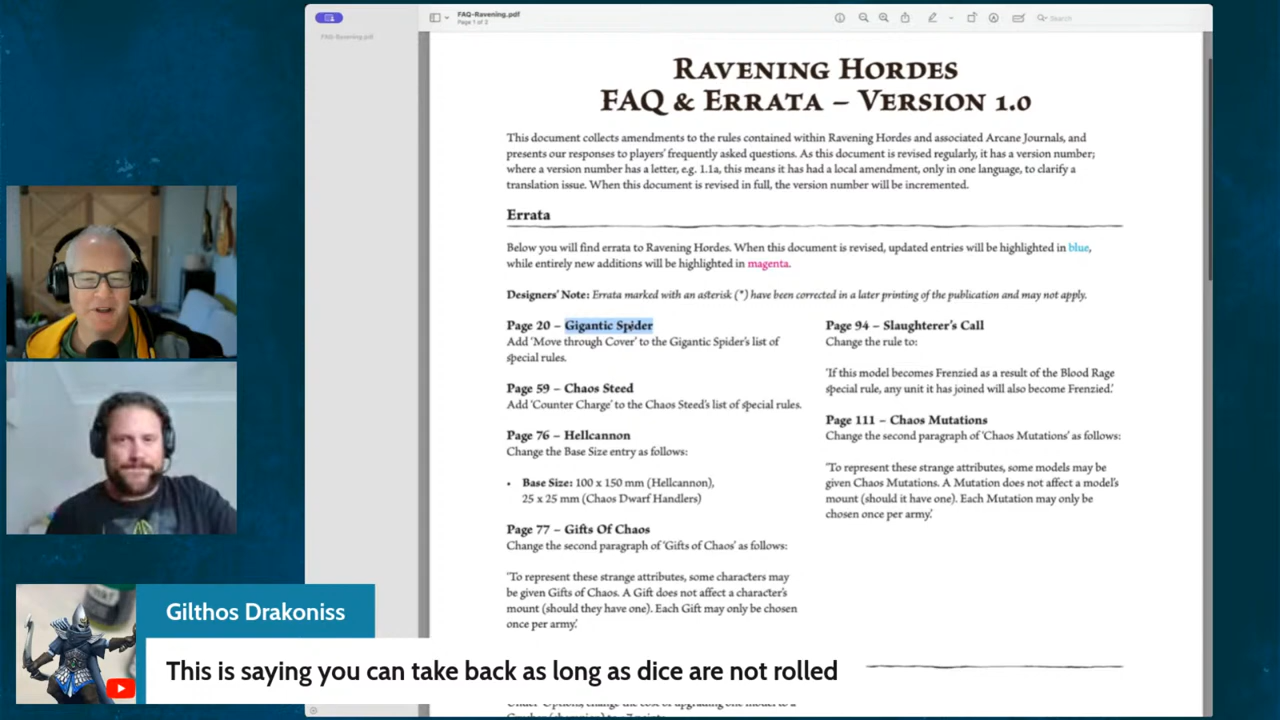 FAQ-Ravening.pdf
Page 1 of 2
Search
FAQ-Ravening.pdf
Ravening Hordes
FAQ & Errata – Version 1.0
This document collects amendments to the rules contained within Ravening Hordes and associated Arcane Journals, and
presents our responses to players' frequently asked questions. As this document is revised regularly, it has a version number;
where a version number has a letter, e.g. 1.1a, this means it has had a local amendment, only in one language, to clarify a
translation issue. When this document is revised in full, the version number will be incremented.
Errata
Below you will find errata to Ravening Hordes. When this document is revised, updated entries will be highlighted in blue,
while entirely new additions will be highlighted in magenta.
Designers' Note: Errata marked with an asterisk (*) have been corrected in a later printing of the publication and may not apply.
Page 20 – Gigantic Spider
Add 'Move through Cover' to the Gigantic Spider's list of
special rules.
Page 59 – Chaos Steed
Add 'Counter Charge' to the Chaos Steed's list of special rules.
Page 76 – Hellcannon
Change the Base Size entry as follows:
• Base Size: 100 x 150 mm (Hellcannon),
25 x 25 mm (Chaos Dwarf Handlers)
Page 77 – Gifts Of Chaos
Change the second paragraph of 'Gifts of Chaos' as follows:
'To represent these strange attributes, some characters may
be given Gifts of Chaos. A Gift does not affect a character's
mount (should they have one). Each Gift may only be chosen
once per army.'
Page 94 – Slaughterer's Call
Change the rule to:
'If this model becomes Frenzied as a result of the Blood Rage
special rule, any unit it has joined will also become Frenzied.'
Page 111 – Chaos Mutations
Change the second paragraph of 'Chaos Mutations' as follows:
'To represent these strange attributes, some models may be
given Chaos Mutations. A Mutation does not affect a model's
mount (should it have one). Each Mutation may only be
chosen once per army.'
Gilthos Drakoniss
This is saying you can take back as long as dice are not rolled